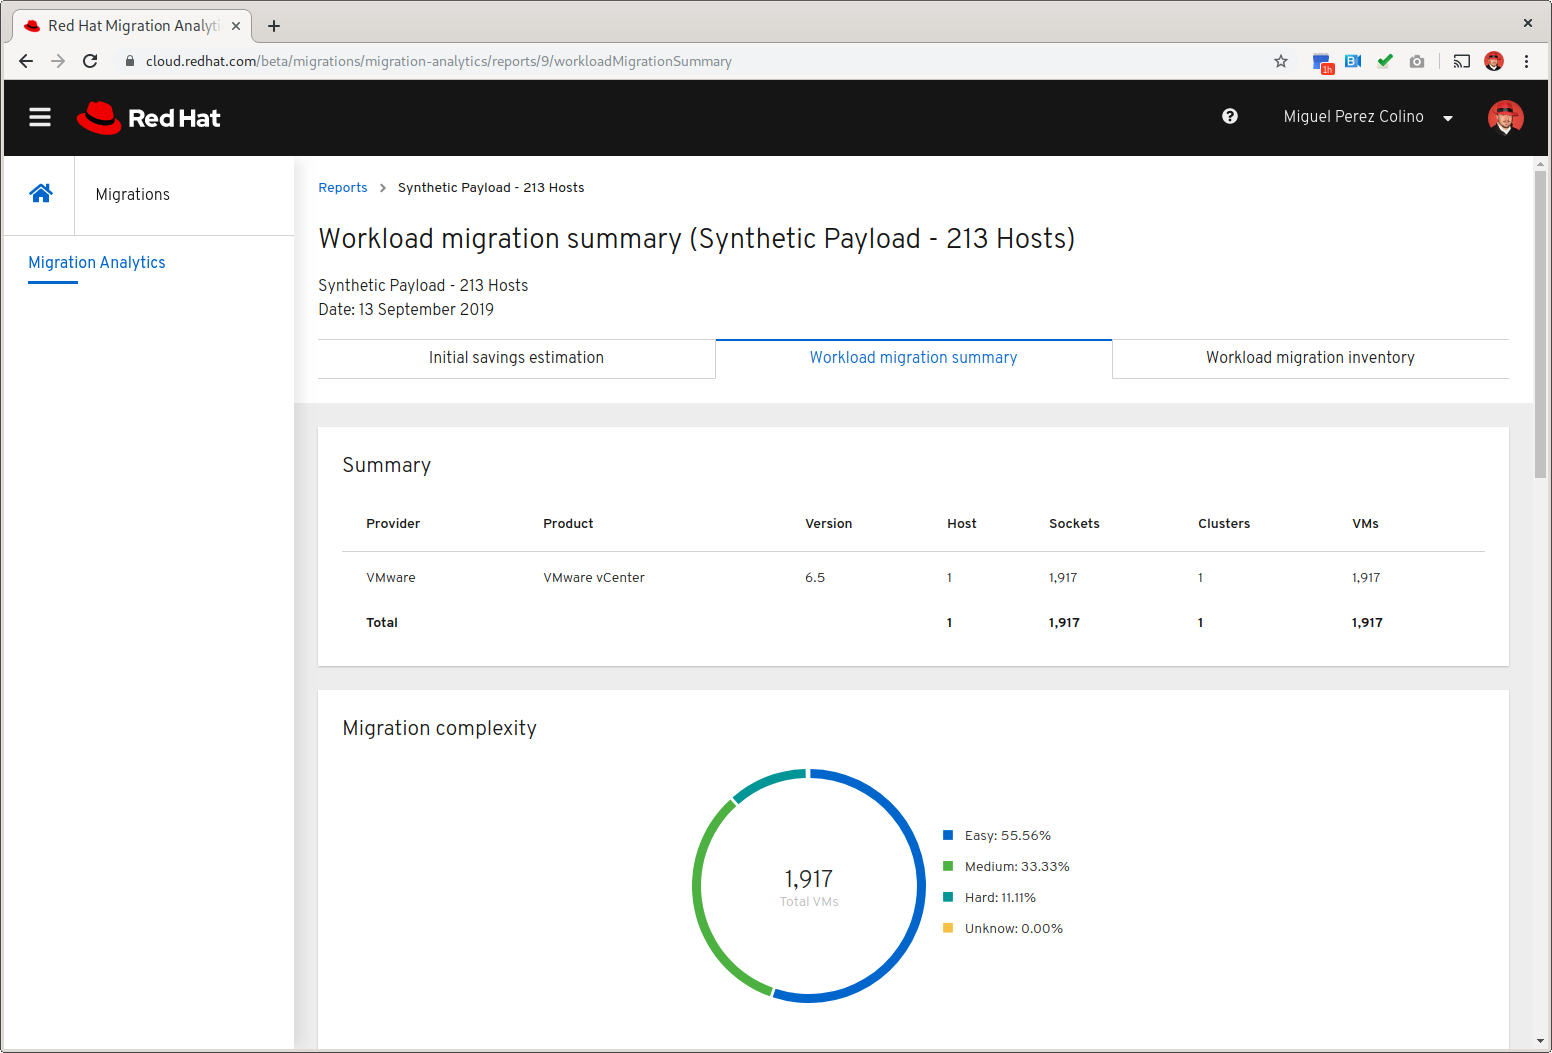 Red Hat Migration Analyti
cloud.redhat.com/beta/migrations/migration-analytics/reports/9/workloadMigrationSummary
1h
B
Red Hat
?
Miguel Perez Colino
Migrations
Migration Analytics
Reports > Synthetic Payload - 213 Hosts
Workload migration summary (Synthetic Payload - 213 Hosts)
Synthetic Payload - 213 Hosts
Date: 13 September 2019
Initial savings estimation Workload migration summary Workload migration inventory
Summary
Provider Product Version Host Sockets Clusters VMs
VMware VMware vCenter 6.5 1 1,917 1 1,917
Total 1 1,917 1 1,917
Migration complexity
1,917
Total VMs
Easy: 55.56%
Medium: 33.33%
Hard: 11.11%
Unknow: 0.00%